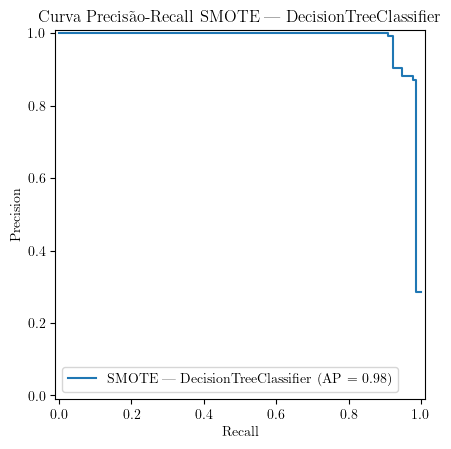 Curva Precisão-Recall SMOTE — DecisionTreeClassifier
1.0
0.8
0.6
0.4
0.2
0.0
Precision
SMOTE — DecisionTreeClassifier (AP = 0.98)
0.0 0.2 0.4 0.6 0.8 1.0
Recall